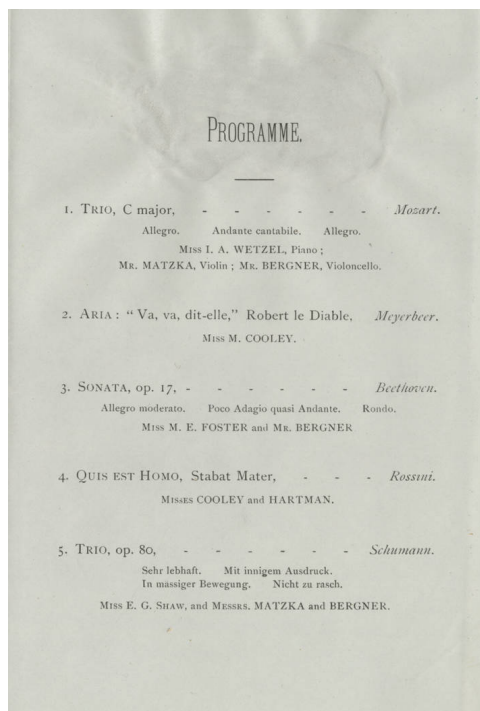 PROGRAMME.
1. TRIO, C major, - - - - - - Mozart.
Allegro. Andante cantabile. Allegro.
MISS I. A. WETZEL, Piano ;
MR. MATZKA, Violin ; MR. BERGNER, Violoncello.
2. ARIA : “ Va, va, dit-elle,” Robert le Diable, Meyerbeer.
MISS M. COOLEY.
3. SONATA, op. 17, - - - - - - Beethoven.
Allegro moderato. Poco Adagio quasi Andante. Rondo.
MISS M. E. FOSTER and MR. BERGNER
4. QUIS EST HOMO, Stabat Mater, - - - Rossini.
MISSES COOLEY and HARTMAN.
5. TRIO, op. 80, - - - - - - Schumann.
Sehr lebhaft. Mit innigem Ausdruck.
In mässiger Bewegung. Nicht zu rasch.
MISS E. G. SHAW, and MESSRS. MATZKA and BERGNER.